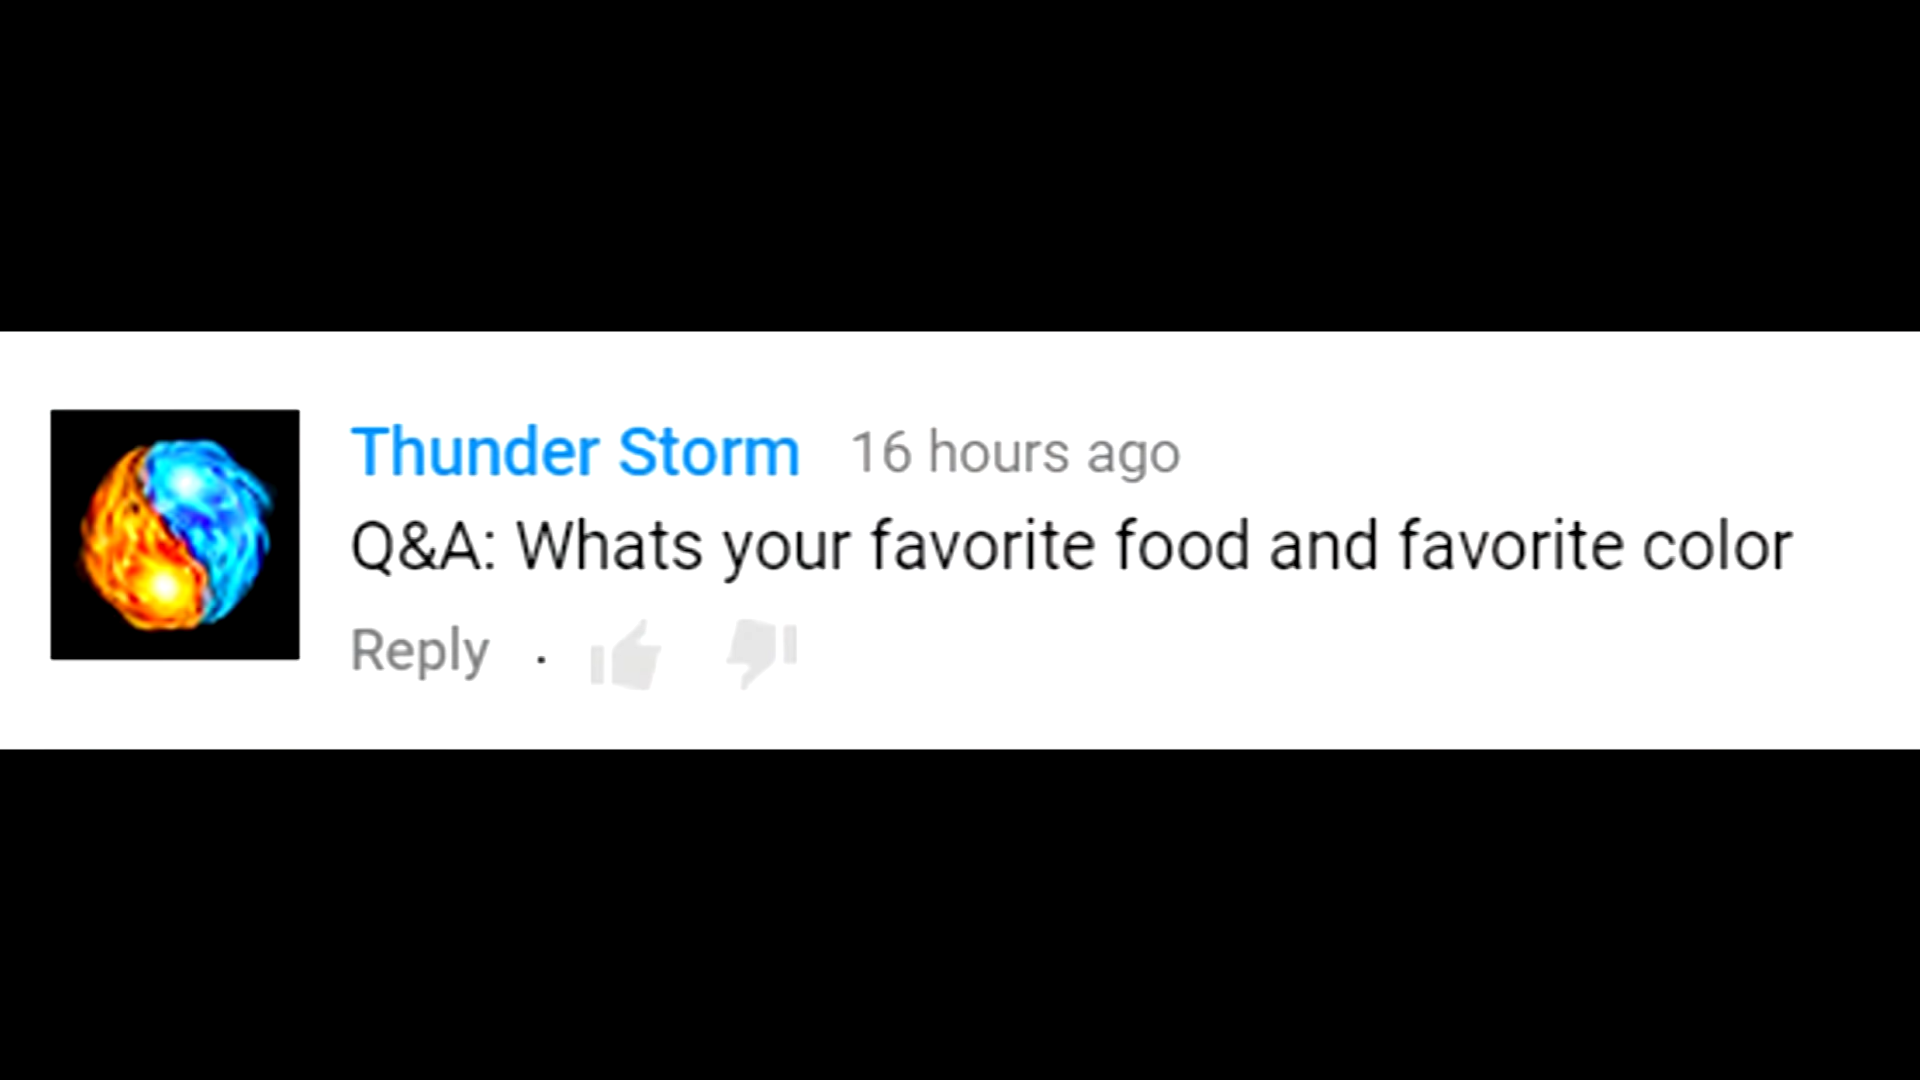 Thunder Storm 16 hours ago
Q&A: Whats your favorite food and favorite color
Reply ·